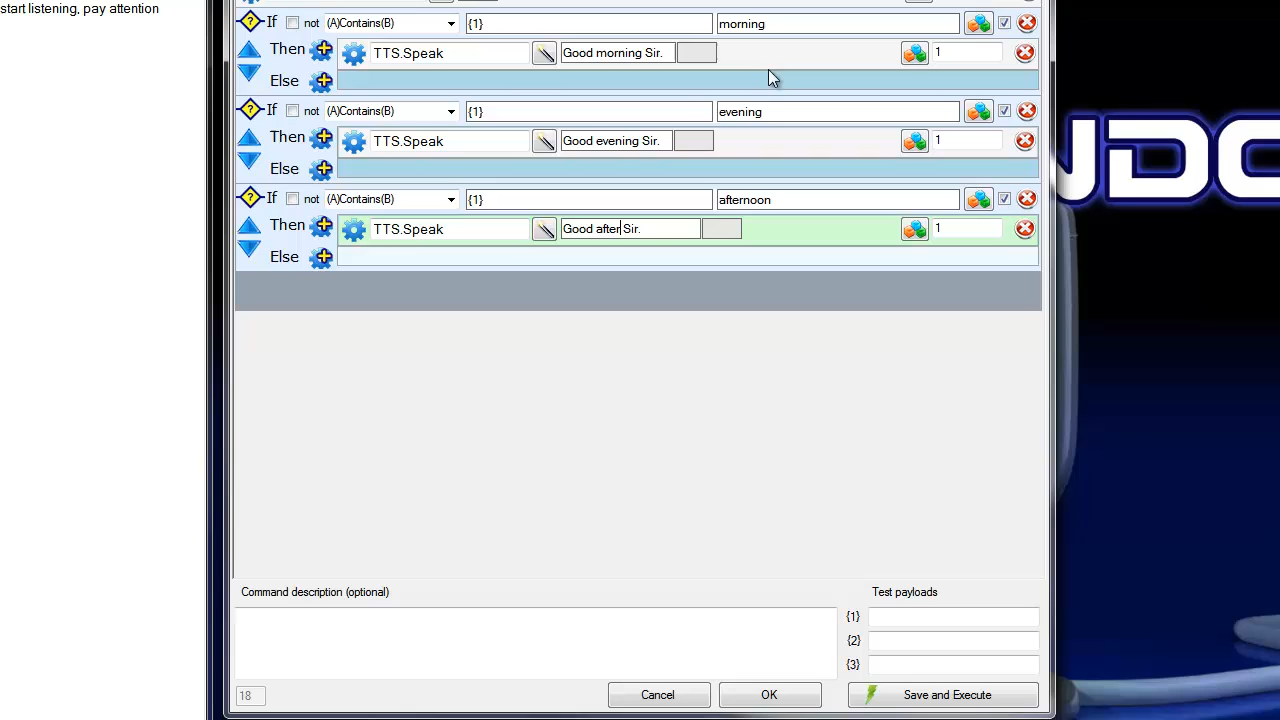 start listening, pay attention
If not (A)Contains(B) {1} morning
Then TTS.Speak Good morning Sir. 1
Else
If not (A)Contains(B) {1} evening
Then TTS.Speak Good evening Sir. 1
Else
If not (A)Contains(B) {1} afternoon
Then TTS.Speak Good after Sir. 1
Else
Command description (optional) Test payloads
{1}
{2}
{3}
18 Cancel OK Save and Execute